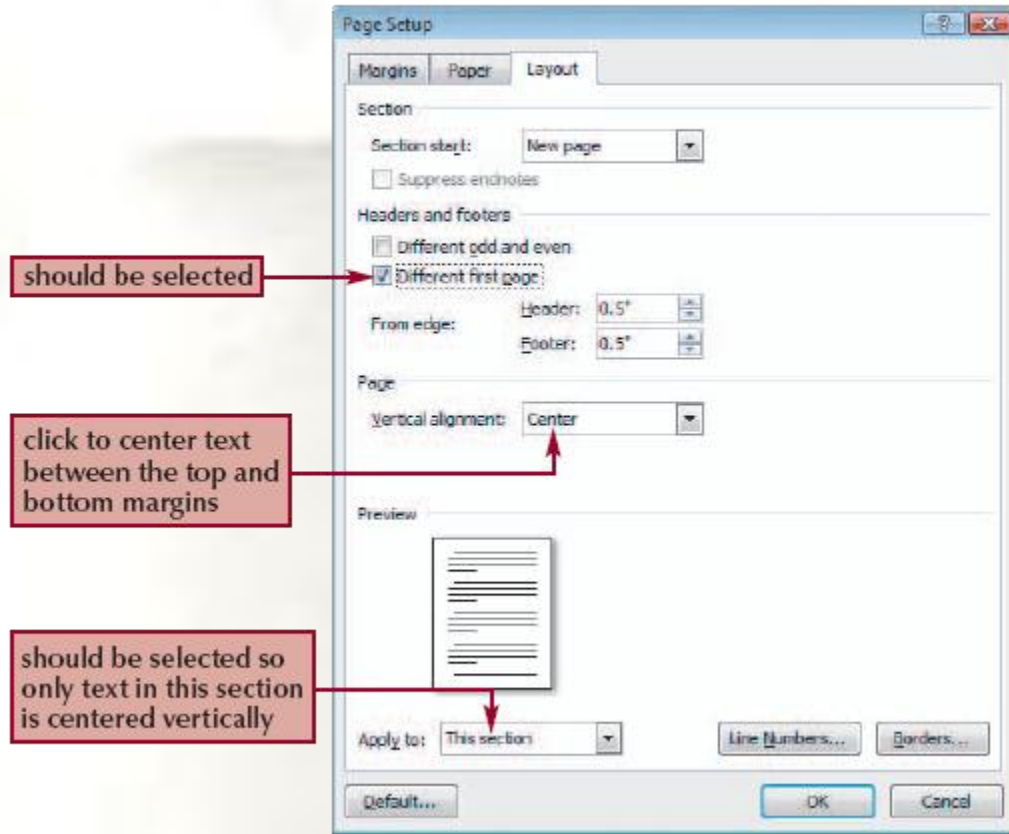 Page Setup
Margins
Paper
Layout
Section
Section start:
New page
Suppress endnotes
Headers and footers
Different odd and even
should be selected
Different first page
From edge:
Header:
0.5"
Footer:
0.5"
Page
Vertical alignment:
Center
click to center text
between the top and
bottom margins
Preview
should be selected so
only text in this section
is centered vertically
Apply to:
This section
Line Numbers...
Borders...
Default...
OK
Cancel